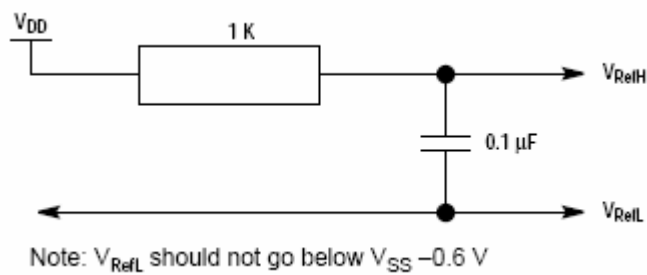 VDD
1 K
VRefH
0.1 μF
VRefL
Note: VRefL should not go below VSS –0.6 V